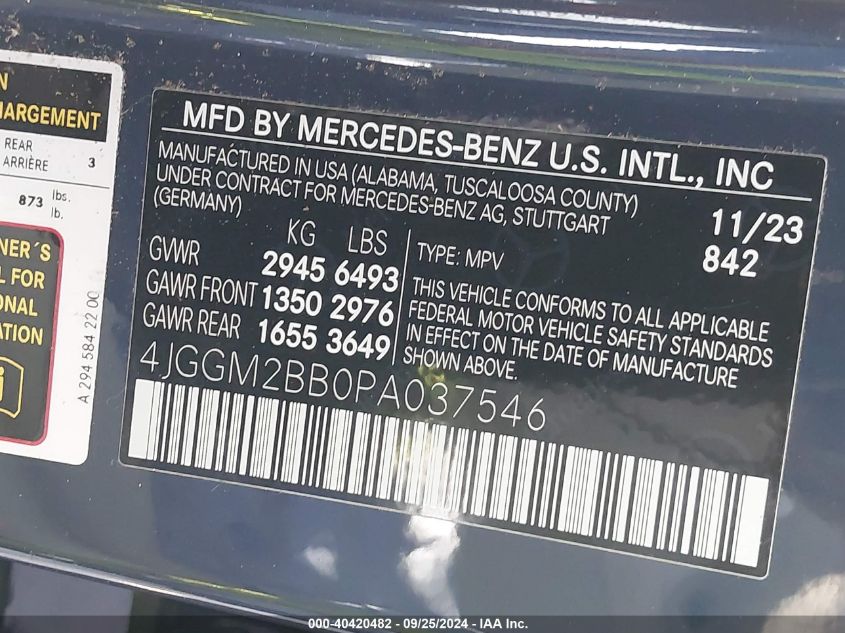 N
HARGEMENT
REAR
ARRIÈRE 3
873 lbs.
lb.
NER´S
L FOR
ONAL
ATION
i
A 294 584 22 00
MFD BY MERCEDES-BENZ U.S. INTL., INC
MANUFACTURED IN USA (ALABAMA, TUSCALOOSA COUNTY)
UNDER CONTRACT FOR MERCEDES-BENZ AG, STUTTGART
(GERMANY)
11/23
842
KG LBS
GVWR 2945 6493
GAWR FRONT 1350 2976
GAWR REAR 1655 3649
TYPE: MPV
THIS VEHICLE CONFORMS TO ALL APPLICABLE
FEDERAL MOTOR VEHICLE SAFETY STANDARDS
IN EFFECT ON THE DATE OF MANUFACTURE
SHOWN ABOVE.
4JGGM2BB0PA037546
000-40420482 - 09/25/2024 - IAA Inc.